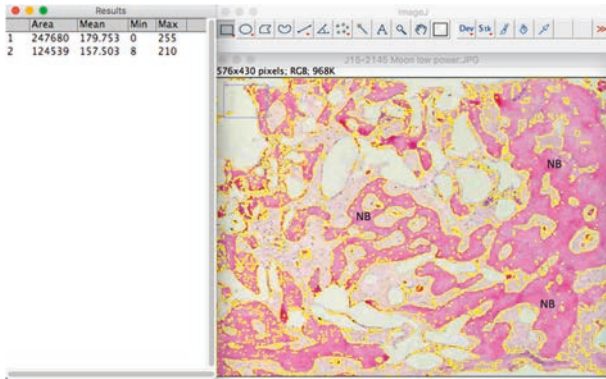 Results
Area Mean Min Max
1 247680 179.753 0 255
2 124539 157.503 8 210
ImageJ
A Dev Stk
J15-2145 Moon low power.JPG
576x430 pixels; RGB; 968K
NB
NB
NB